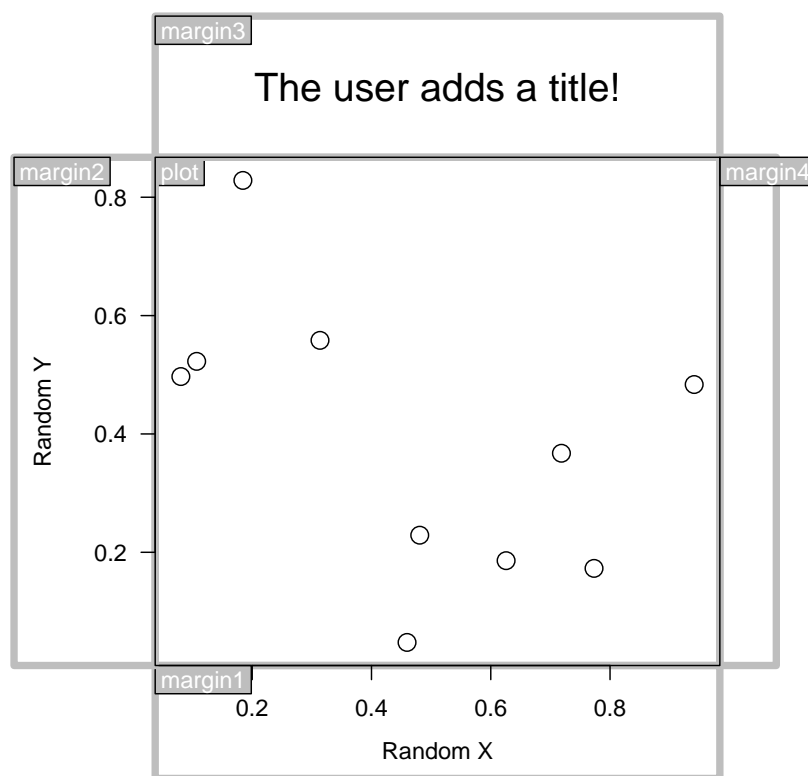 margin3
The user adds a title!
margin2
plot
margin4
0.8
0.6
0.4
0.2
Random Y
margin1
0.2 0.4 0.6 0.8
Random X